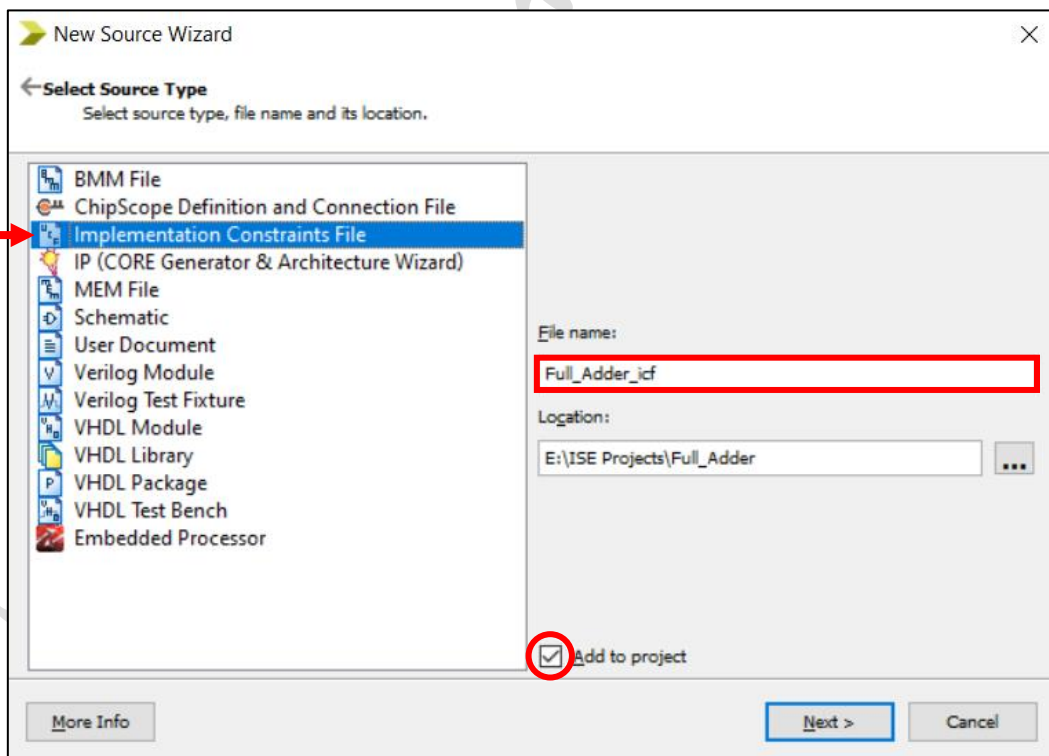 New Source Wizard
Select Source Type
Select source type, file name and its location.
BMM File
ChipScope Definition and Connection File
Implementation Constraints File
IP (CORE Generator & Architecture Wizard)
MEM File
Schematic
User Document
Verilog Module
Verilog Test Fixture
VHDL Module
VHDL Library
VHDL Package
VHDL Test Bench
Embedded Processor
File name:
Full_Adder_icf
Location:
E:\ISE Projects\Full_Adder
...
Add to project
More Info
Next >
Cancel